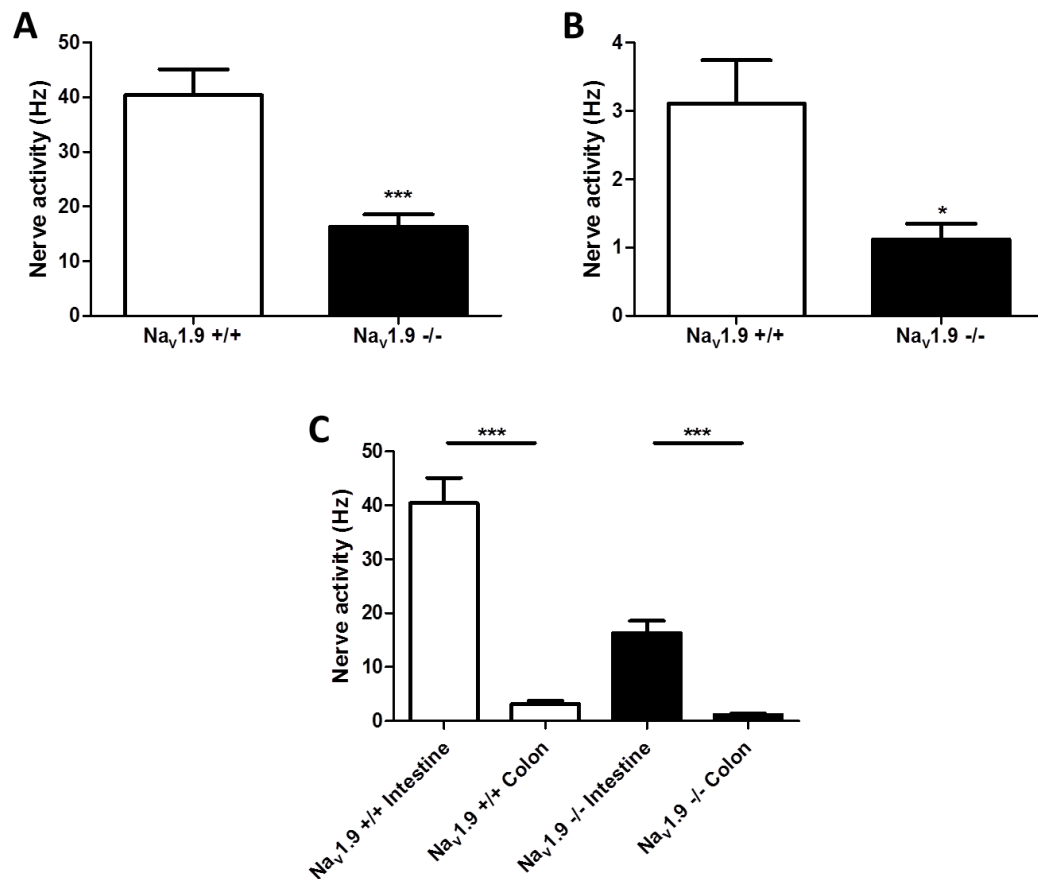 A
Nerve activity (Hz)
50
40
30
20
10
0
***
Naᵥ1.9 +/+
Naᵥ1.9 -/-
B
Nerve activity (Hz)
4
3
2
1
0
*
Naᵥ1.9 +/+
Naᵥ1.9 -/-
C
Nerve activity (Hz)
50
40
30
20
10
0
***
***
Naᵥ1.9 +/+ Intestine
Naᵥ1.9 +/+ Colon
Naᵥ1.9 -/- Intestine
Naᵥ1.9 -/- Colon